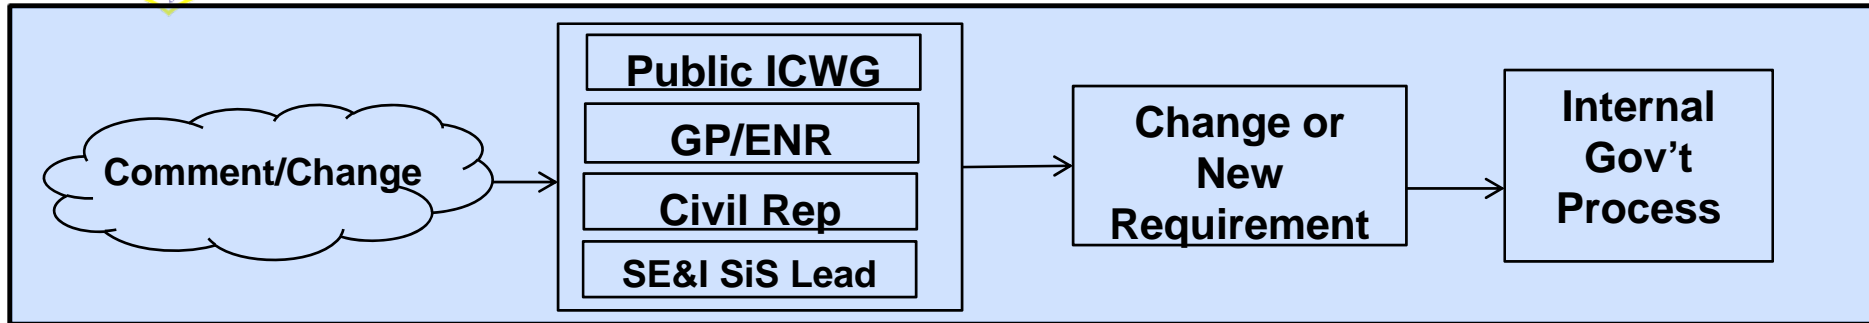 Comment/Change
Public ICWG
GP/ENR
Civil Rep
SE&I SiS Lead
Change or
New
Requirement
Internal
Gov’t
Process